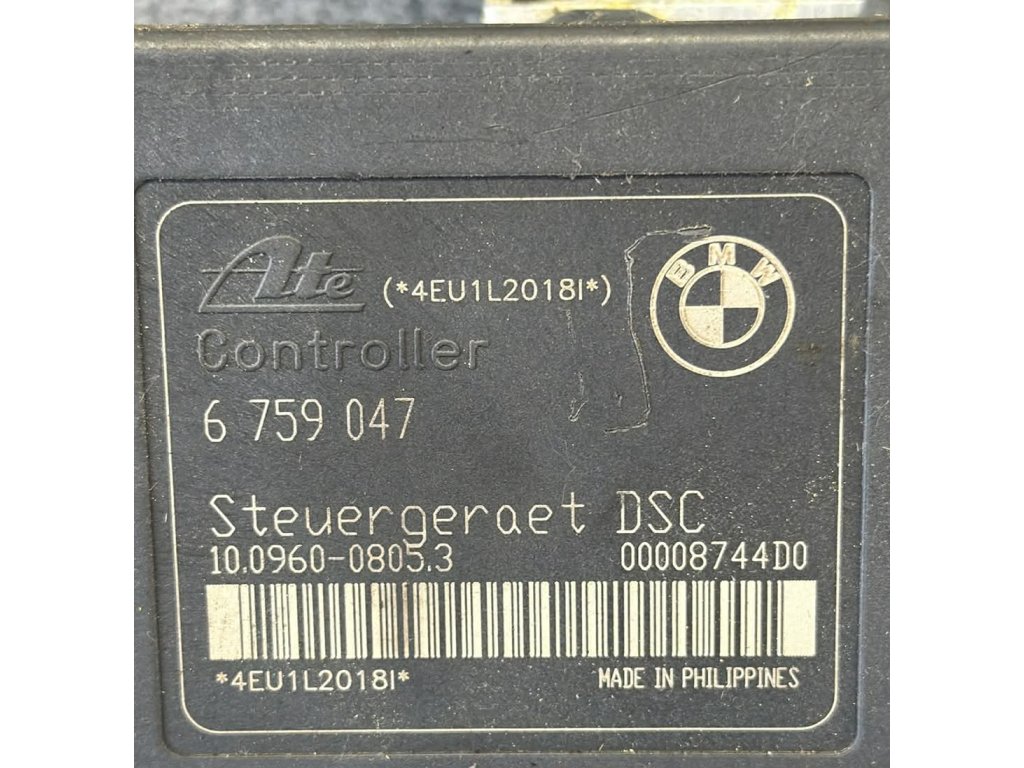 Ate (*4EU1L2018I*)
BMW
Controller
6 759 047
Steuergeraet DSC
10.0960-0805.3 00008744D0
*4EU1L2018I* MADE IN PHILIPPINES